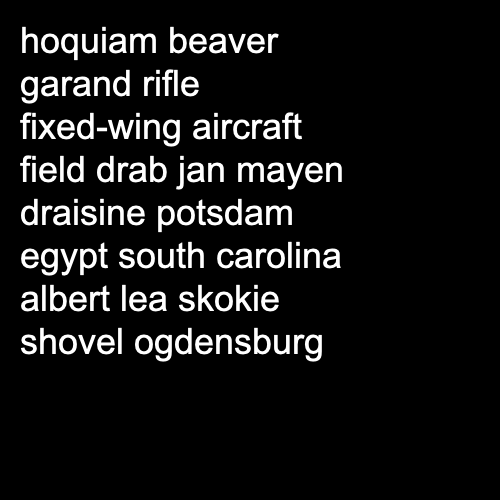 hoquiam beaver
garand rifle
fixed-wing aircraft
field drab jan mayen
draisine potsdam
egypt south carolina
albert lea skokie
shovel ogdensburg